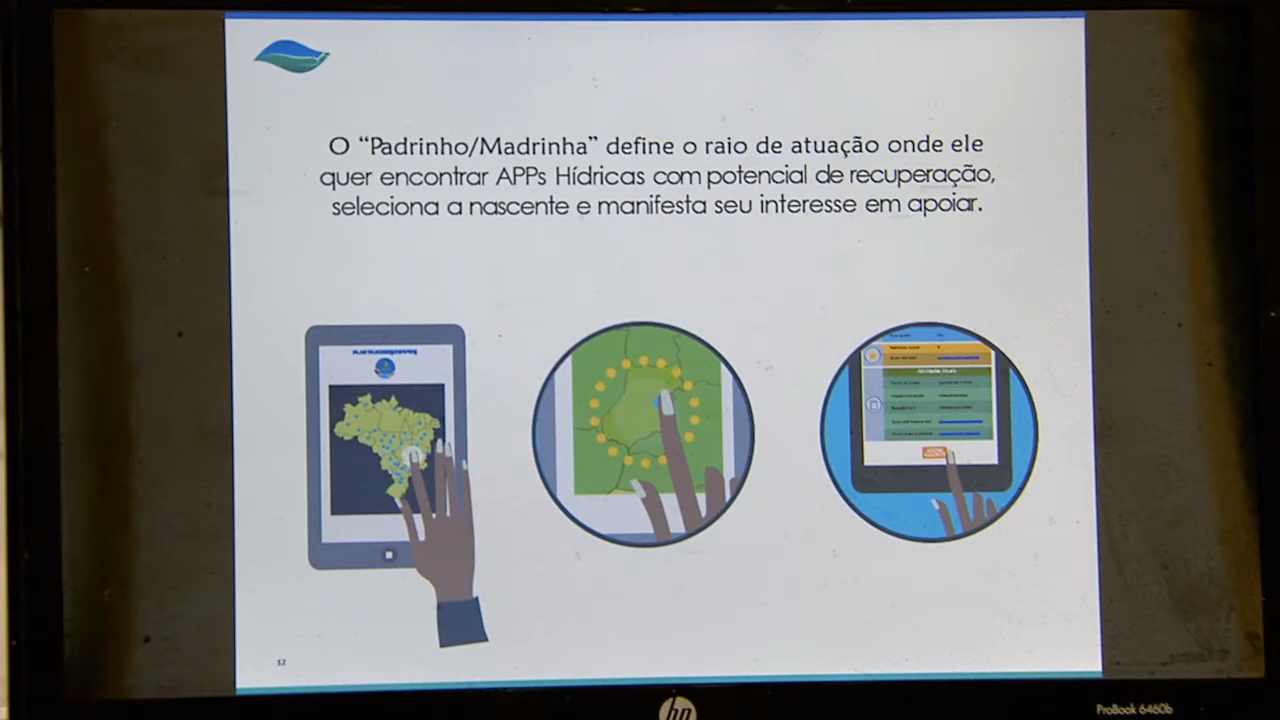 O “Padrinho/Madrinha” define o raio de atuação onde ele
quer encontrar APPs Hídricas com potencial de recuperação,
seleciona a nascente e manifesta seu interesse em apoiar.
12
hp
ProBook 6460b